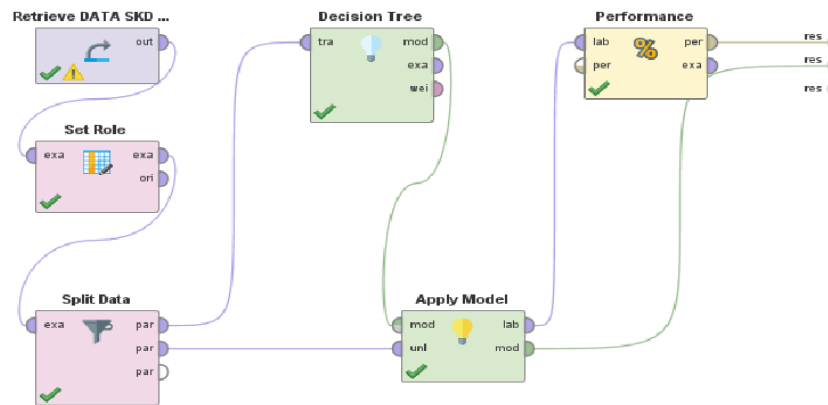 Retrieve DATA SKD ...
out
Decision Tree
tra
mod
exa
wei
Performance
lab
per
per
exa
res
res
res
Set Role
exa
exa
ori
Split Data
exa
par
par
par
Apply Model
mod
lab
unl
mod